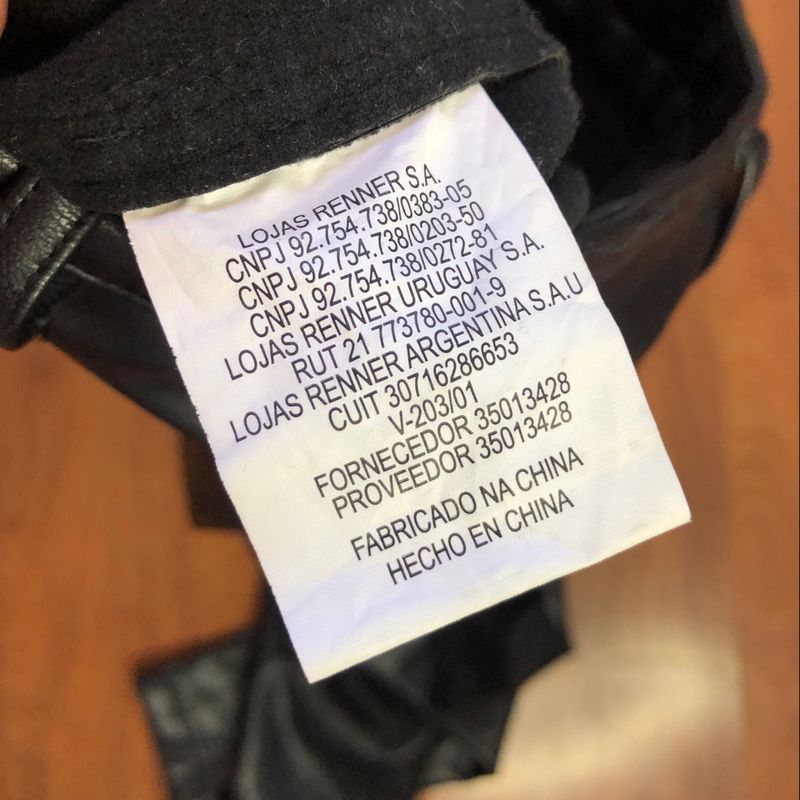 LOJAS RENNER S.A.
CNPJ 92.754.738/0383-05
CNPJ 92.754.738/0203-50
CNPJ 92.754.738/0272-81
LOJAS RENNER URUGUAY S.A.
RUT 21 773780-001-9
LOJAS RENNER ARGENTINA S.A.U
CUIT 30716286653
V-203/01
FORNECEDOR 35013428
PROVEEDOR 35013428
FABRICADO NA CHINA
HECHO EN CHINA